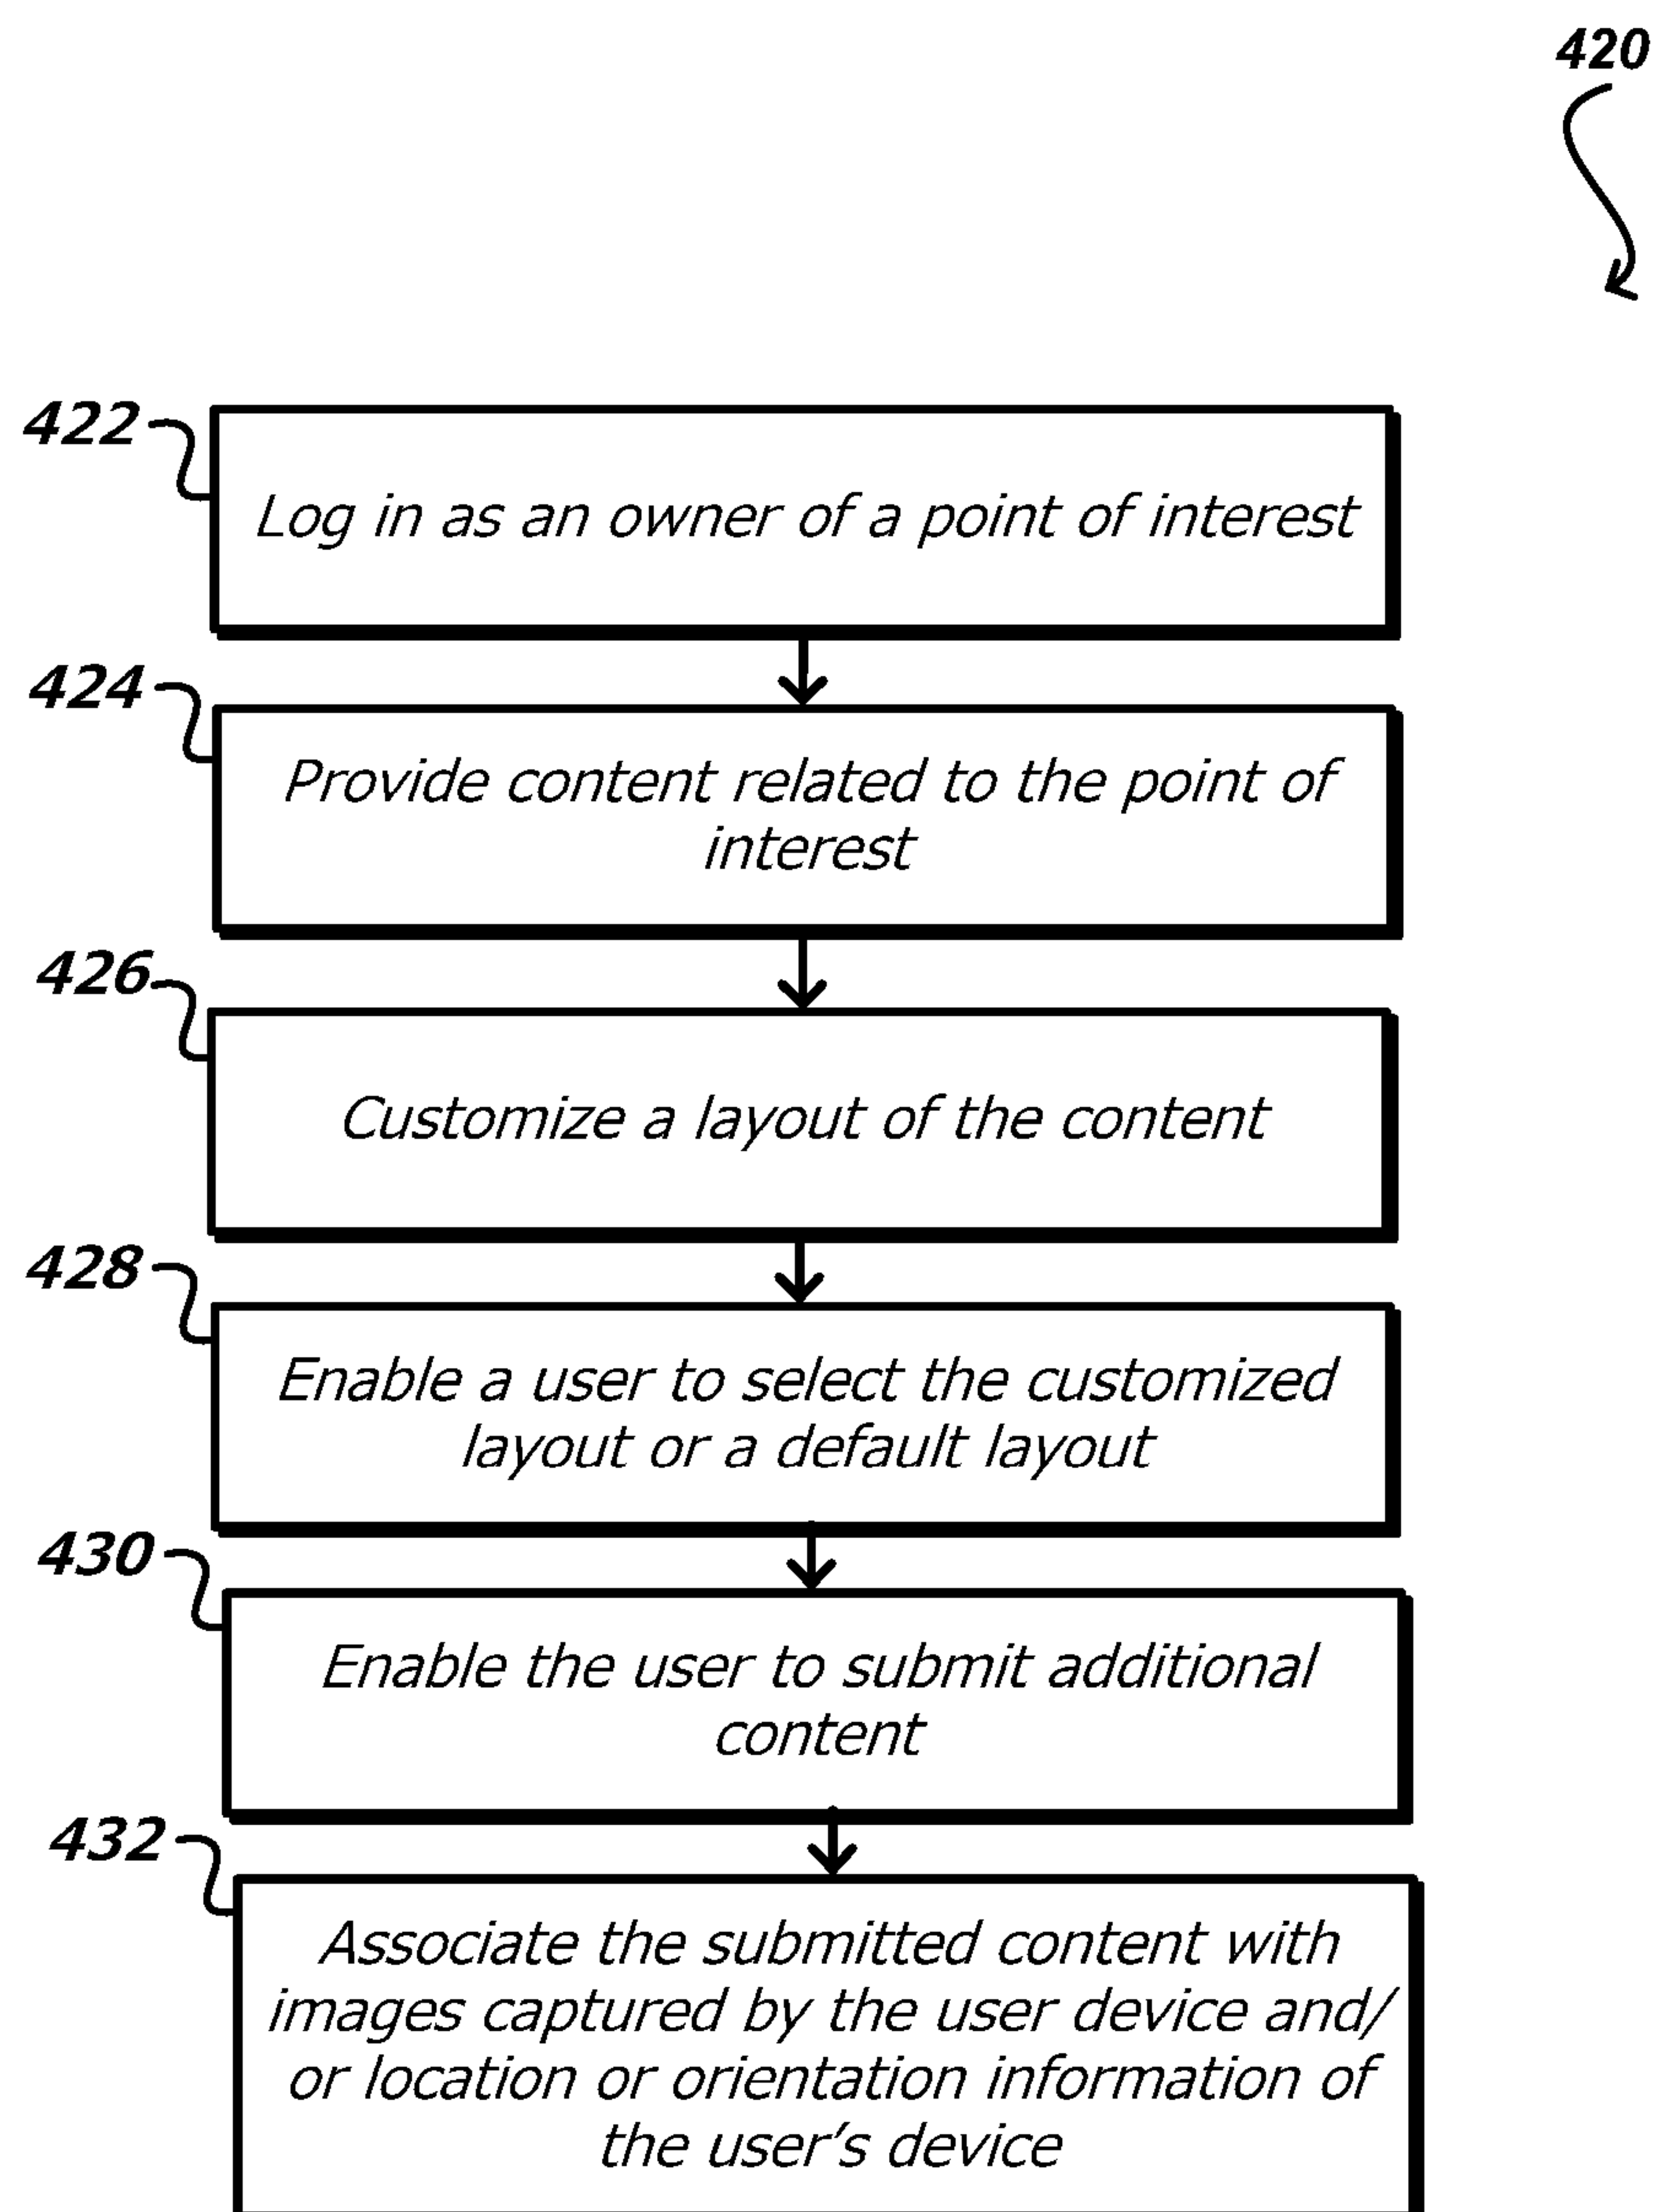 420
422
Log in as an owner of a point of interest
424
Provide content related to the point of
interest
426
Customize a layout of the content
428
Enable a user to select the customized
layout or a default layout
430
Enable the user to submit additional
content
432
Associate the submitted content with
images captured by the user device and/
or location or orientation information of
the user’s device